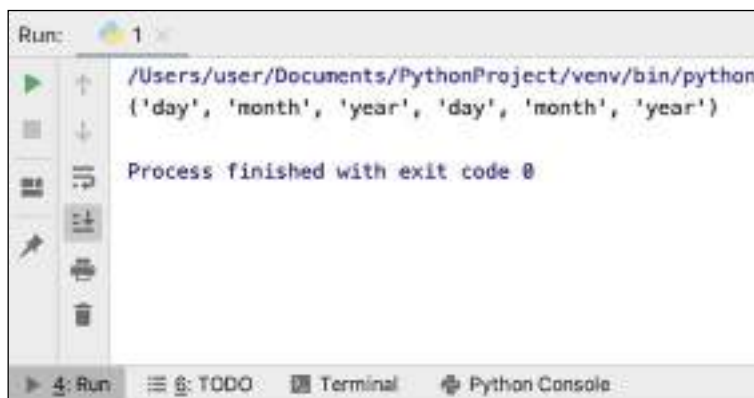 Run: 1
/Users/user/Documents/PythonProject/venv/bin/python
('day', 'month', 'year', 'day', 'month', 'year')
Process finished with exit code 0
4: Run 6: TODO Terminal Python Console